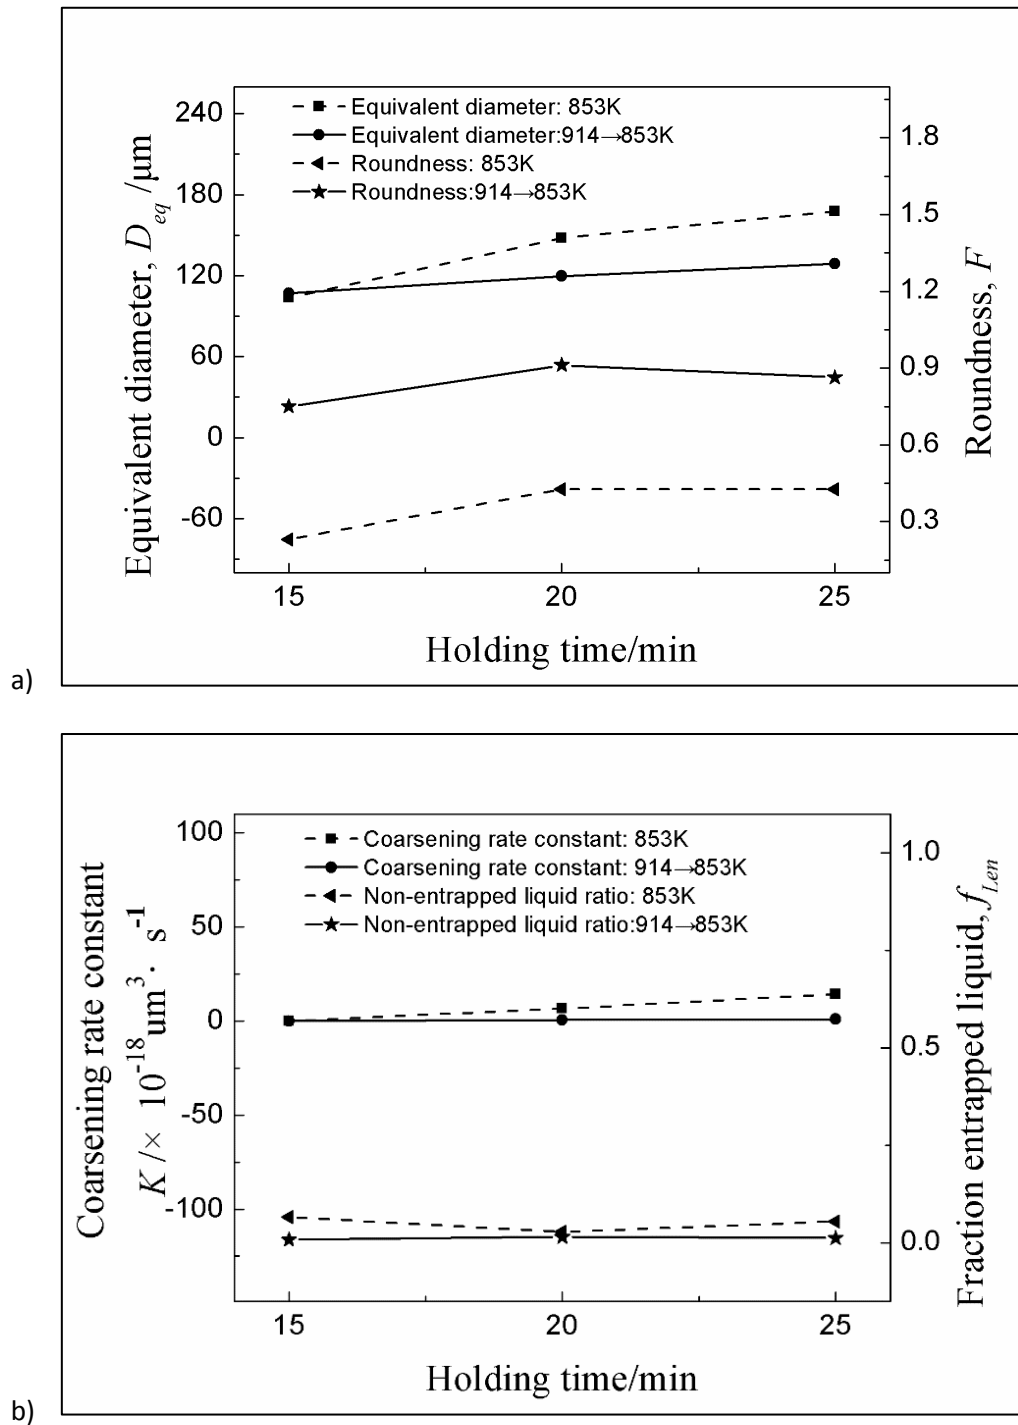 240
180
120
60
0
-60
Equivalent diameter, Deq /μm
Equivalent diameter: 853K
Equivalent diameter:914→853K
Roundness: 853K
Roundness:914→853K
1.8
1.5
1.2
0.9
0.6
0.3
Roundness, F
15 20 25
Holding time/min
a)
100
50
0
-50
-100
Coarsening rate constant
K /× 10-18um3· s-1
Coarsening rate constant: 853K
Coarsening rate constant: 914→853K
Non-entrapped liquid ratio: 853K
Non-entrapped liquid ratio:914→853K
1.0
0.5
0.0
Fraction entrapped liquid, fLen
15 20 25
Holding time/min
b)